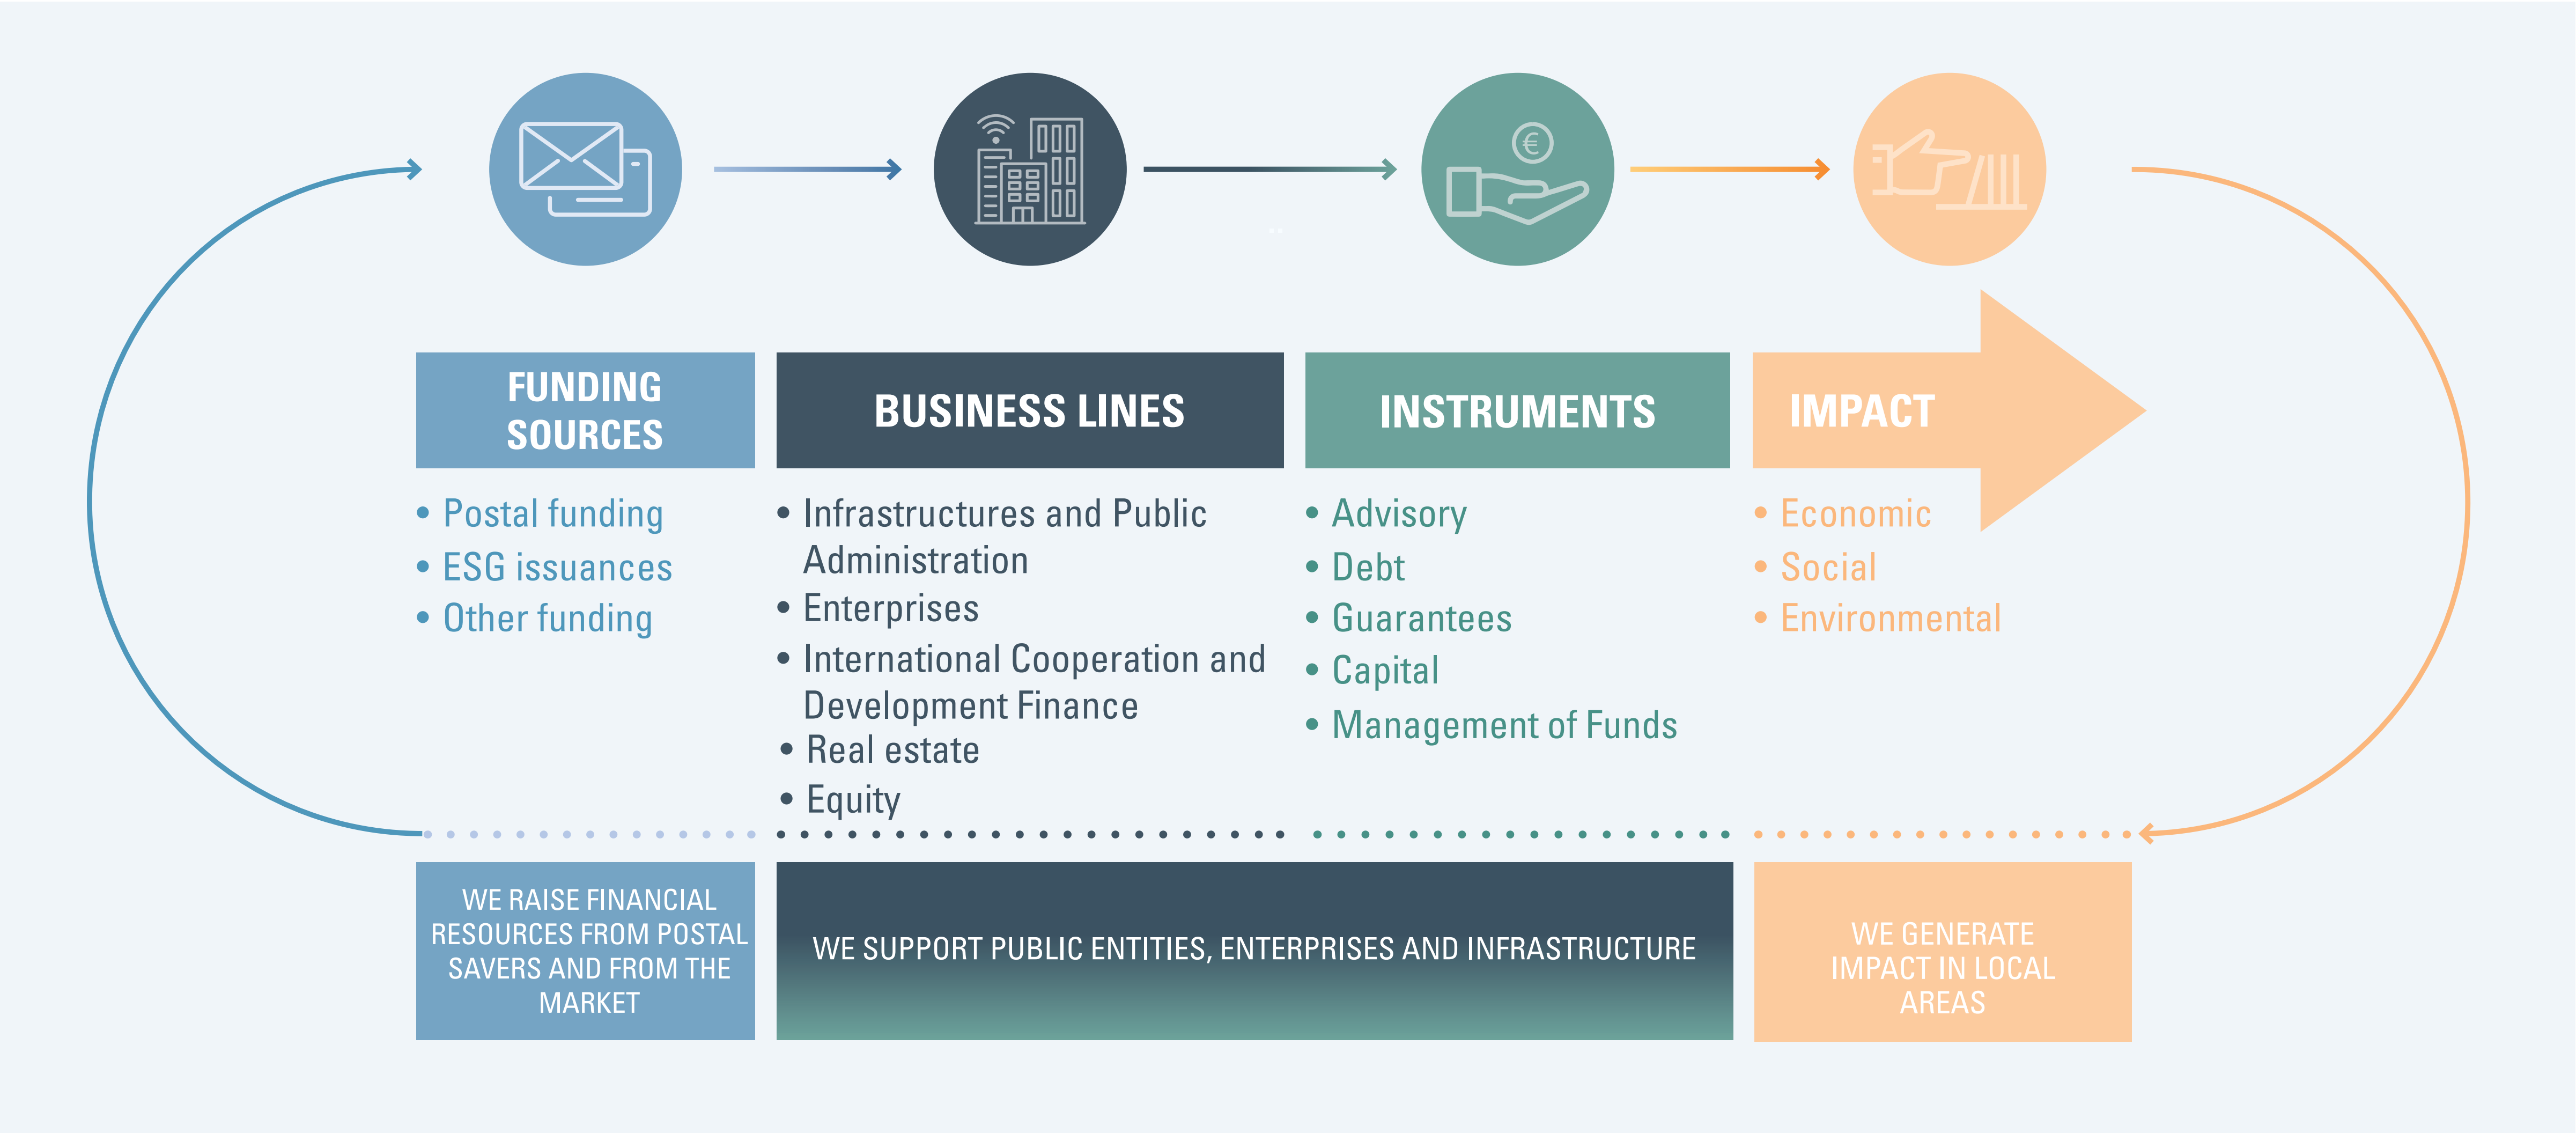 €
FUNDING
SOURCES
• Postal funding
• ESG issuances
• Other funding
WE RAISE FINANCIAL
RESOURCES FROM POSTAL
SAVERS AND FROM THE
MARKET
BUSINESS LINES
• Infrastructures and Public
Administration
• Enterprises
• International Cooperation and
Development Finance
• Real estate
• Equity
INSTRUMENTS
• Advisory
• Debt
• Guarantees
• Capital
• Management of Funds
WE SUPPORT PUBLIC ENTITIES, ENTERPRISES AND INFRASTRUCTURE
IMPACT
• Economic
• Social
• Environmental
WE GENERATE
IMPACT IN LOCAL
AREAS